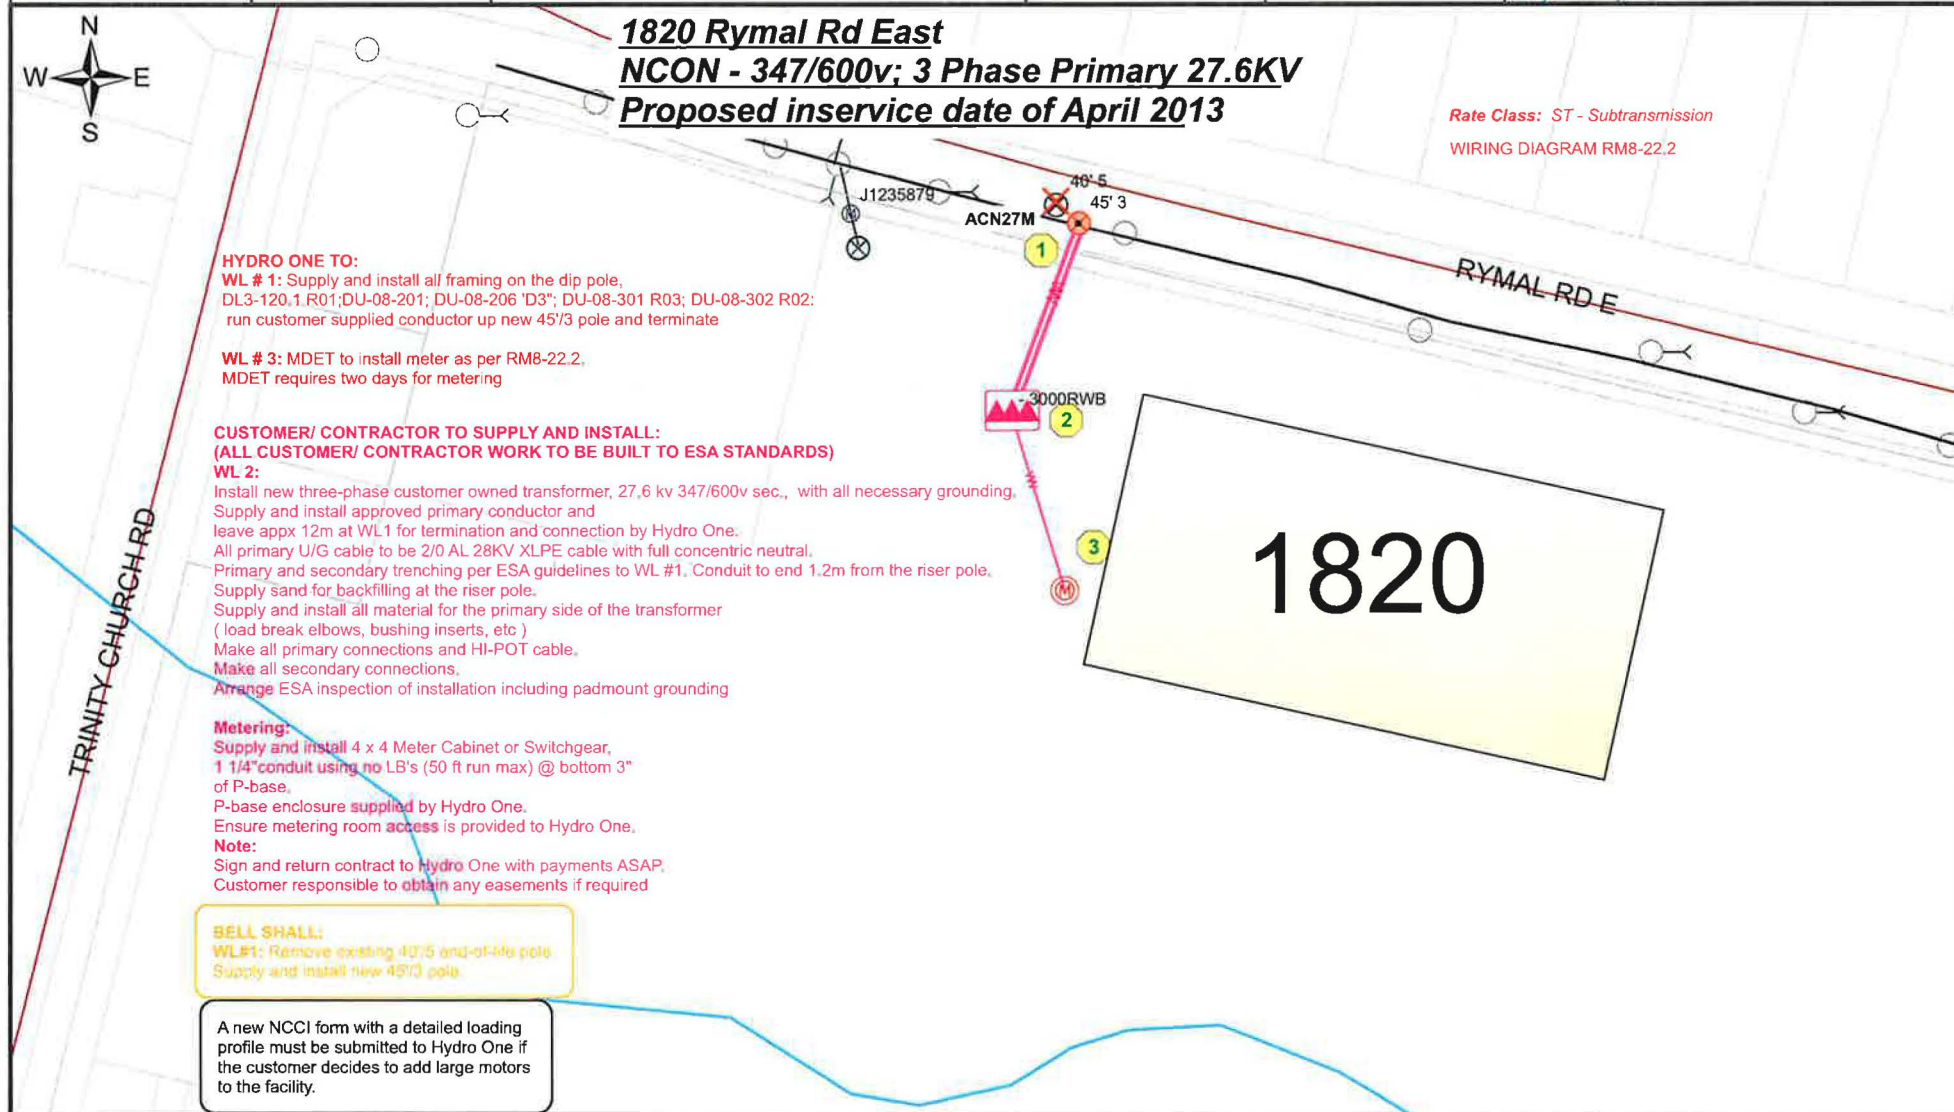 N
W E
S
1820 Rymal Rd East
NCON - 347/600v; 3 Phase Primary 27.6KV
Proposed inservice date of April 2013
Rate Class: ST - Subtransmission
WIRING DIAGRAM RM8-22.2
J1235879
40' 5
45' 3
ACN27M
1
RYMAL RD E
HYDRO ONE TO:
WL # 1: Supply and install all framing on the dip pole,
DL3-120.1 R01;DU-08-201; DU-08-206 'D3"; DU-08-301 R03; DU-08-302 R02:
run customer supplied conductor up new 45'/3 pole and terminate
WL # 3: MDET to install meter as per RM8-22.2.
MDET requires two days for metering
- 3000RWB
2
CUSTOMER/ CONTRACTOR TO SUPPLY AND INSTALL:
(ALL CUSTOMER/ CONTRACTOR WORK TO BE BUILT TO ESA STANDARDS)
WL 2:
Install new three-phase customer owned transformer, 27.6 kv 347/600v sec., with all necessary grounding.
Supply and install approved primary conductor and
leave appx 12m at WL1 for termination and connection by Hydro One.
All primary U/G cable to be 2/0 AL 28KV XLPE cable with full concentric neutral.
Primary and secondary trenching per ESA guidelines to WL #1. Conduit to end 1.2m from the riser pole.
Supply sand for backfilling at the riser pole.
Supply and install all material for the primary side of the transformer
( load break elbows, bushing inserts, etc )
Make all primary connections and HI-POT cable.
Make all secondary connections.
Arrange ESA inspection of installation including padmount grounding
3
M
M
1820
TRINITY CHURCH RD
Metering:
Supply and install 4 x 4 Meter Cabinet or Switchgear,
1 1/4"conduit using no LB's (50 ft run max) @ bottom 3"
of P-base.
P-base enclosure supplied by Hydro One.
Ensure metering room access is provided to Hydro One.
Note:
Sign and return contract to Hydro One with payments ASAP.
Customer responsible to obtain any easements if required
BELL SHALL:
WL#1: Remove existing 40'/5 end-of-life pole
Supply and install new 45'/3 pole.
A new NCCI form with a detailed loading
profile must be submitted to Hydro One if
the customer decides to add large motors
to the facility.